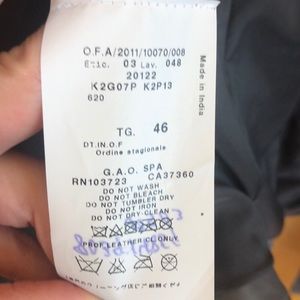 O.F.A/2011/10070/008
Etic. 03 Lav. 048
20122
K2G07P K2P13
620
Made in India
TG. 46
DT.IN.O.F
Ordine stagionale
G.A.O. SPA
RN103723 CA37360
DO NOT WASH
DO NOT BLEACH
DO NOT TUMBLE DRY
DO NOT IRON
DO NOT DRY-CLEAN
PROF.LEATHER CL.ONLY